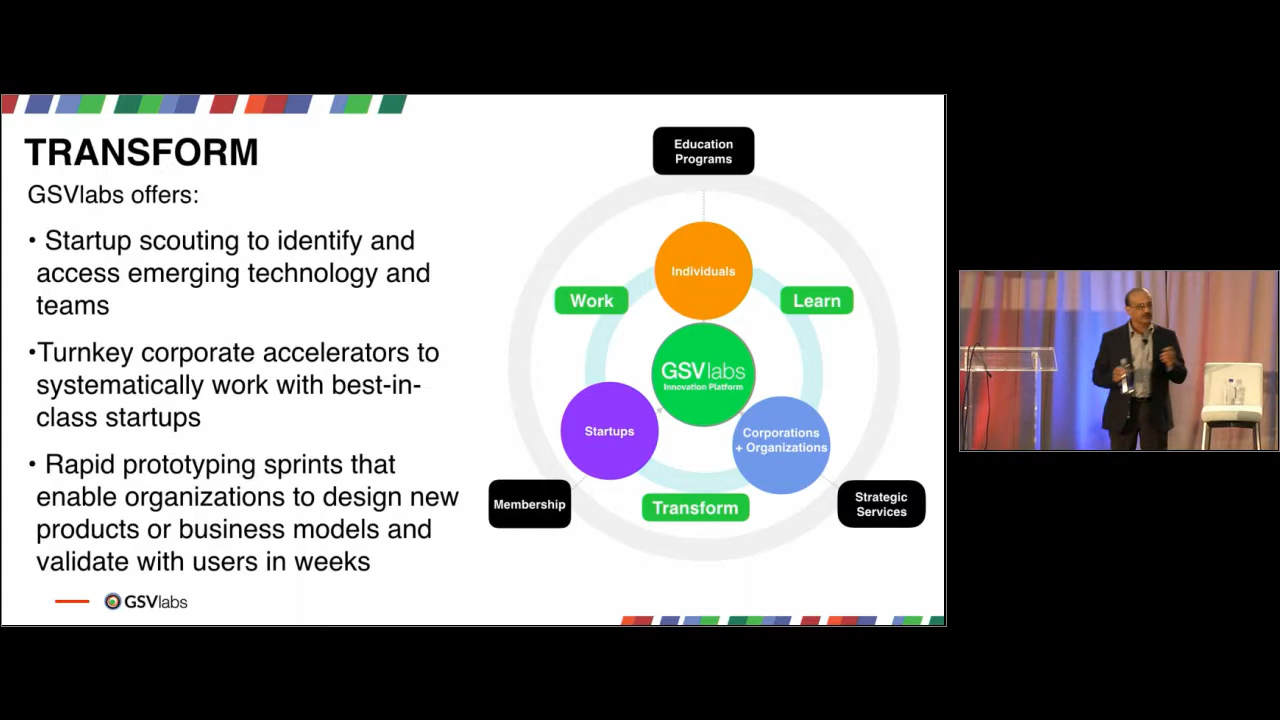 TRANSFORM
GSVlabs offers:
• Startup scouting to identify and
access emerging technology and
teams
•Turnkey corporate accelerators to
systematically work with best-in-
class startups
• Rapid prototyping sprints that
enable organizations to design new
products or business models and
validate with users in weeks
GSVlabs
Education
Programs
Individuals
Work
Learn
GSVlabs
Innovation Platform
Startups
Corporations
+ Organizations
Membership
Transform
Strategic
Services